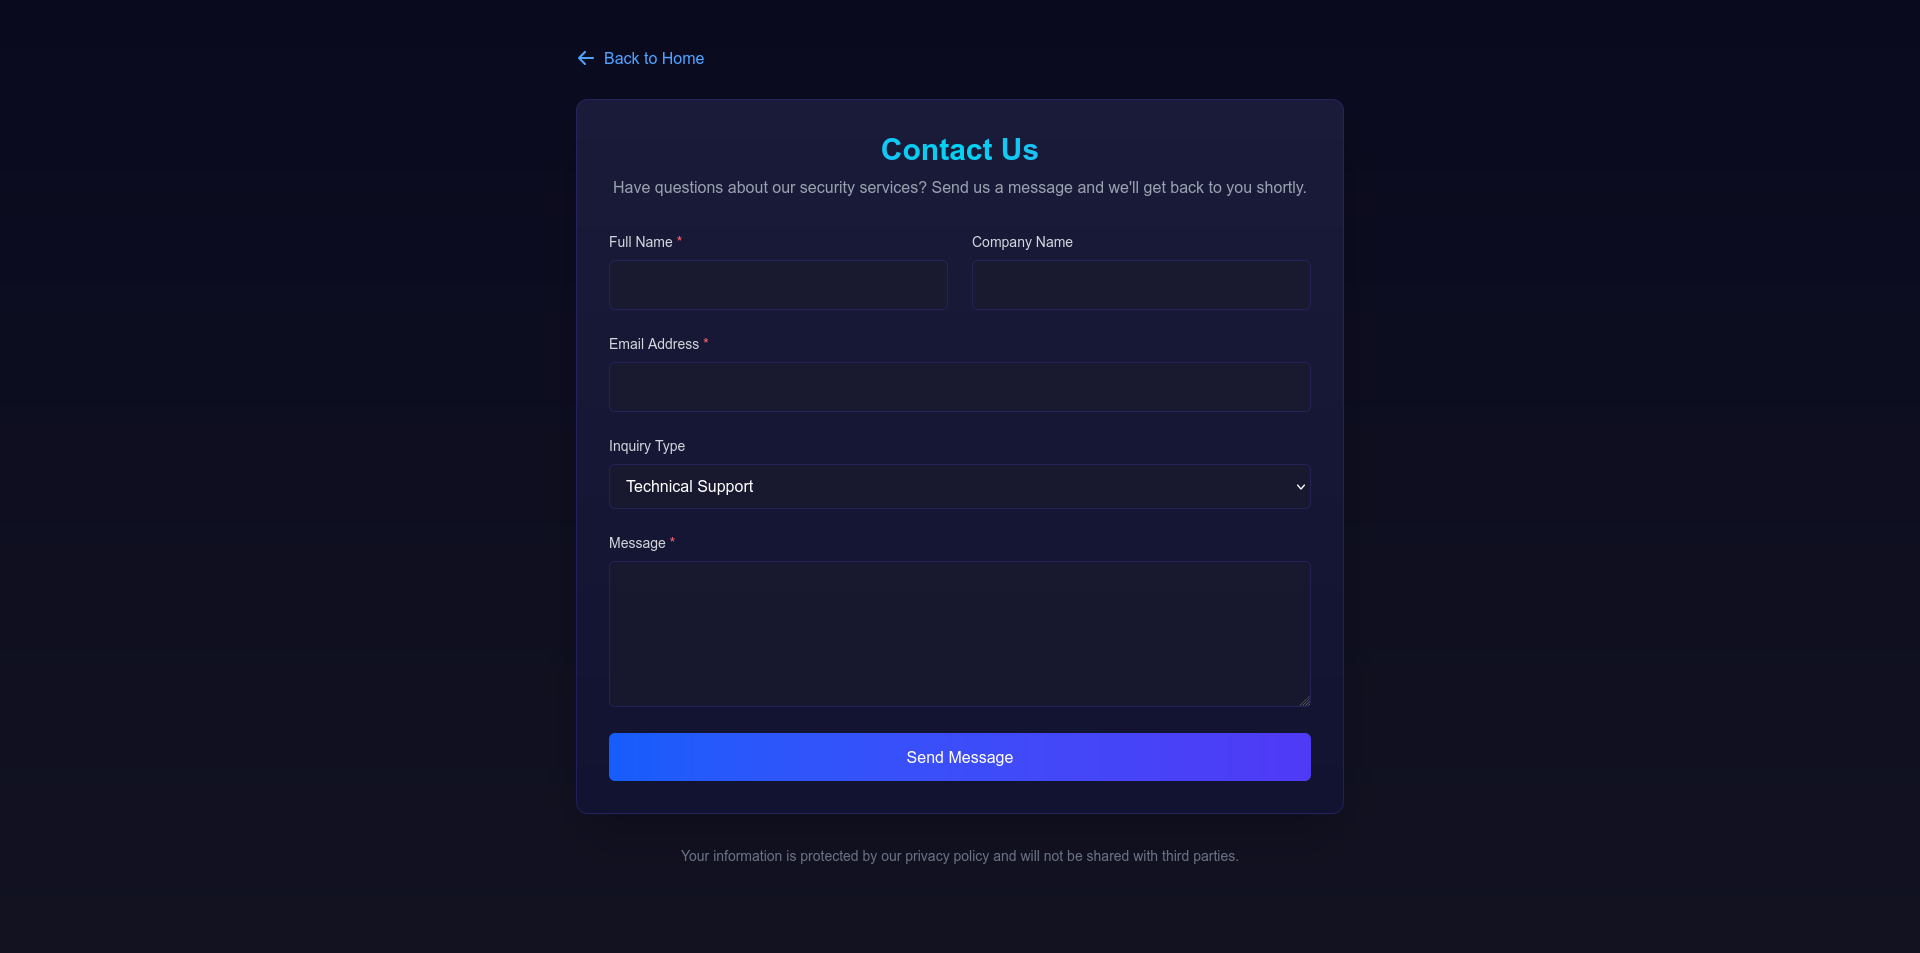 Back to Home
Contact Us
Have questions about our security services? Send us a message and we'll get back to you shortly.
Full Name *
Company Name
Email Address *
Inquiry Type
Technical Support
Message *
Send Message
Your information is protected by our privacy policy and will not be shared with third parties.